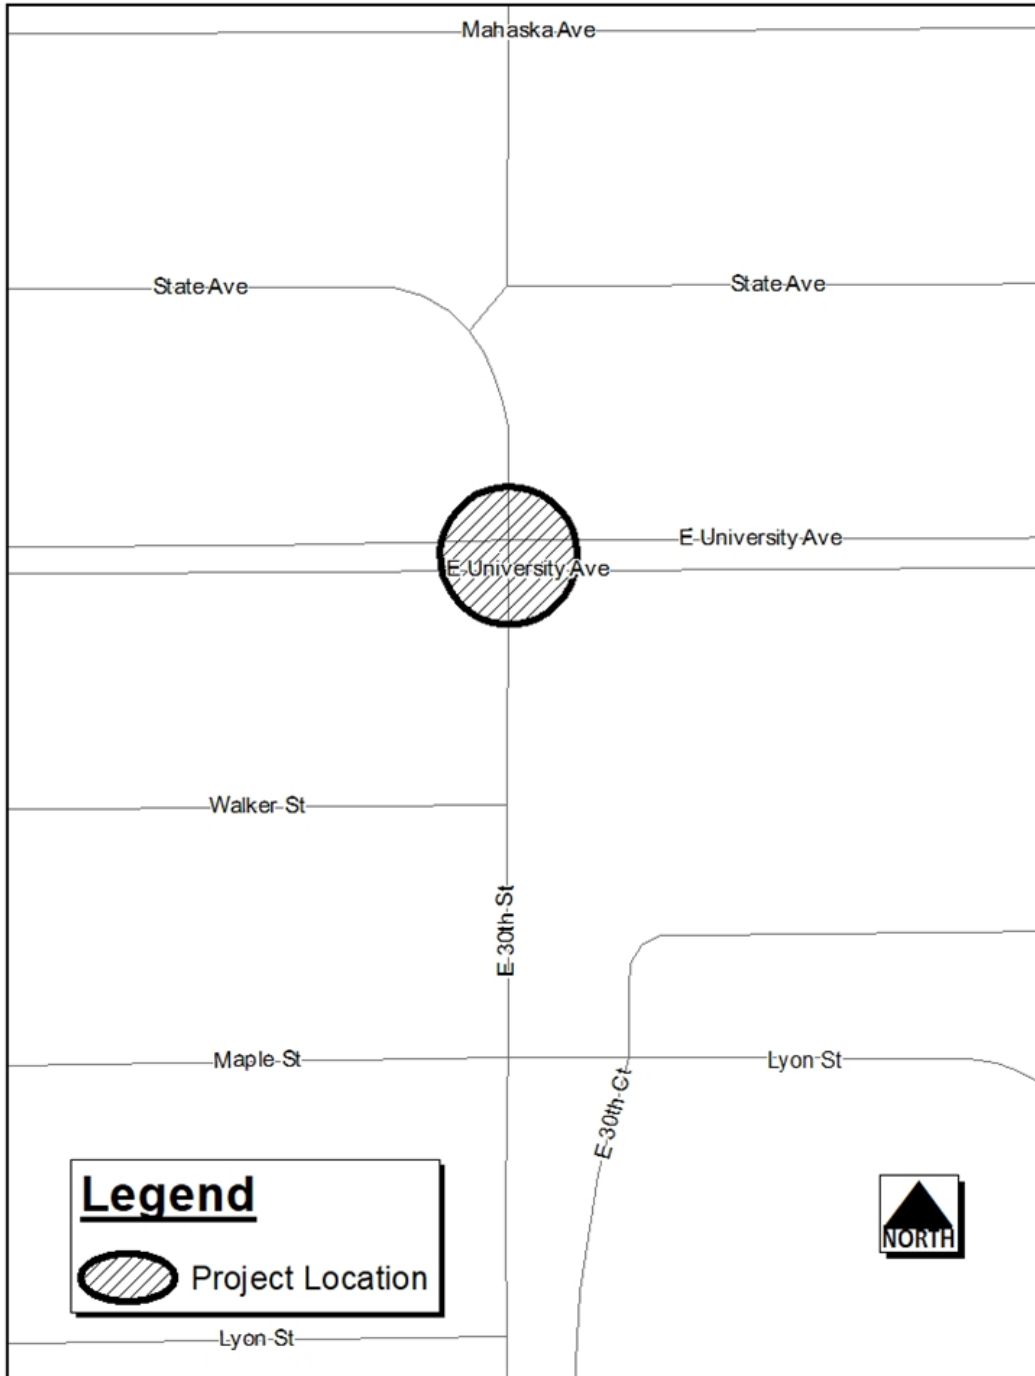 Mahaska Ave
State Ave
State Ave
E University Ave
E University Ave
Walker St
E 30th St
Maple St
Lyon St
E 30th Ct
Legend
Project Location
NORTH
Lyon St